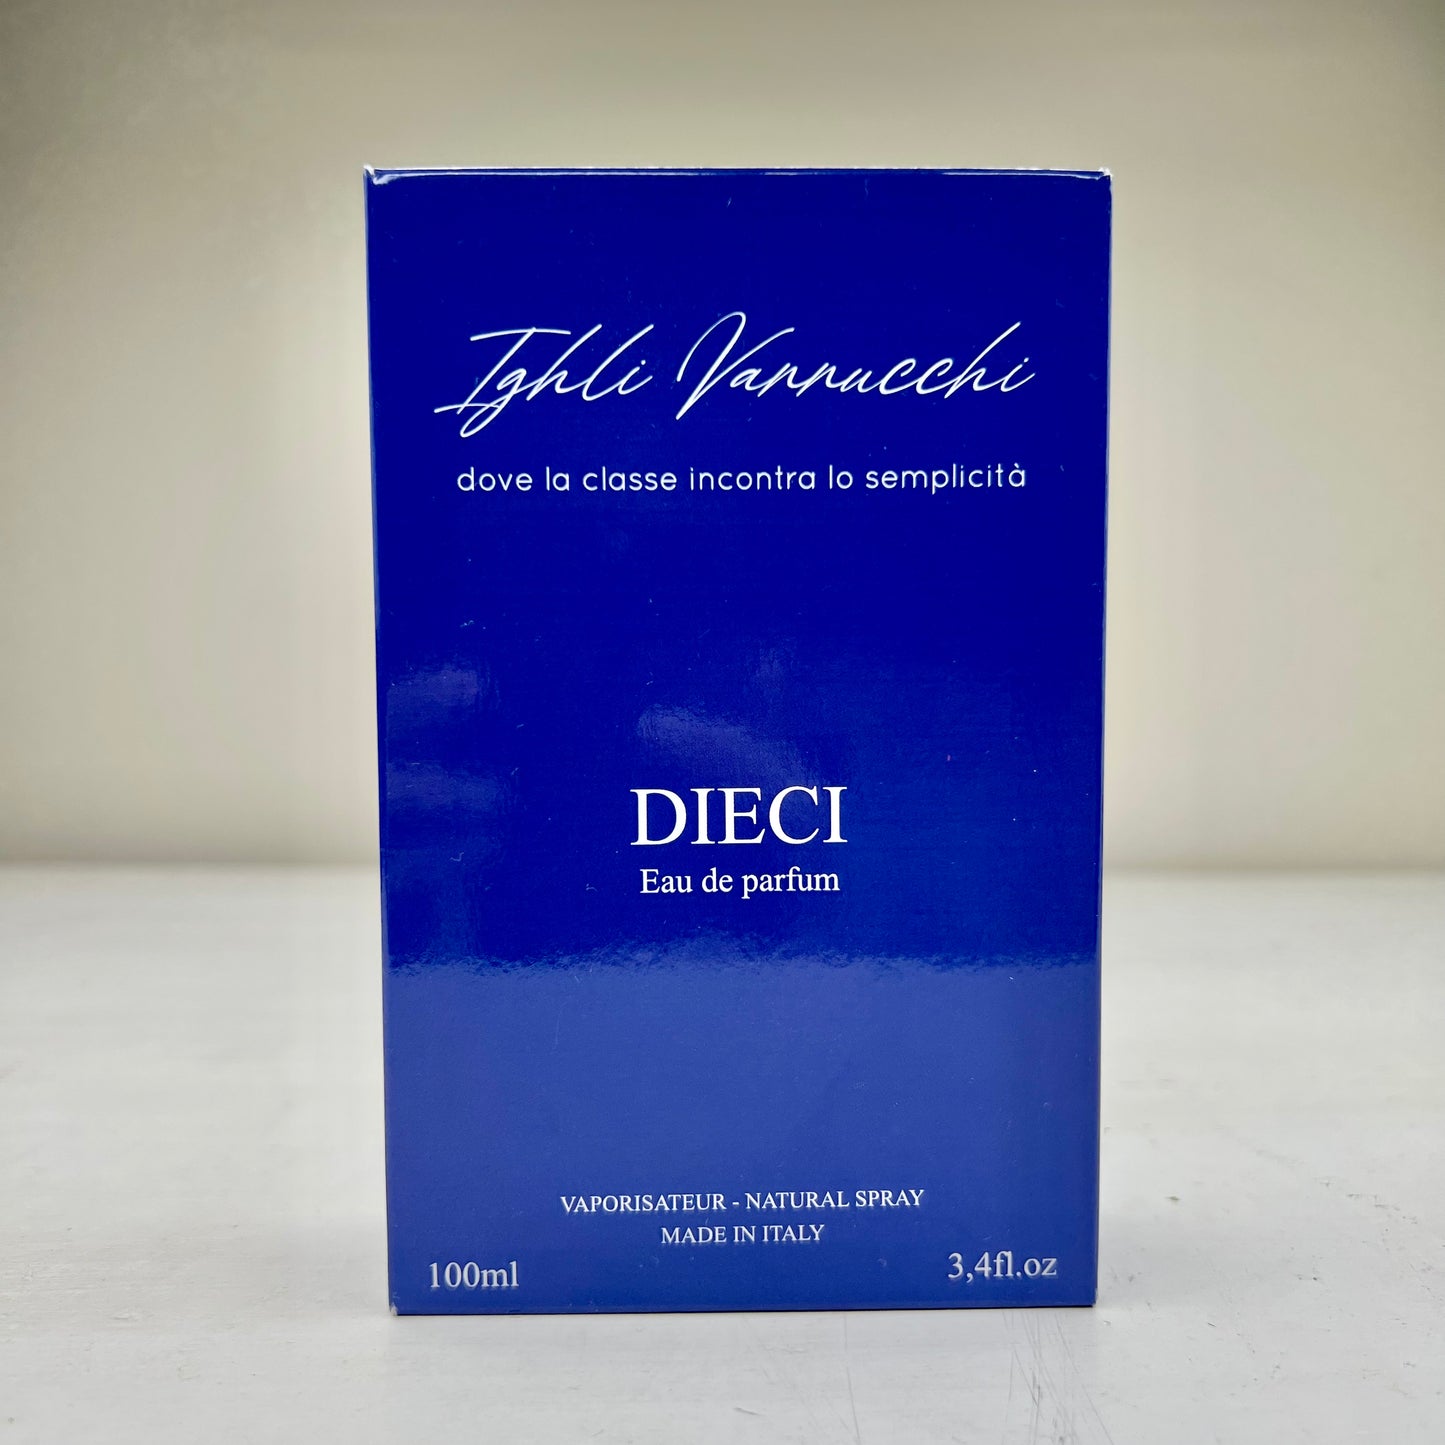 Ighli Vannucchi
dove la classe incontra lo semplicità
DIECI
Eau de parfum
VAPORISATEUR - NATURAL SPRAY
MADE IN ITALY
100ml
3,4fl.oz